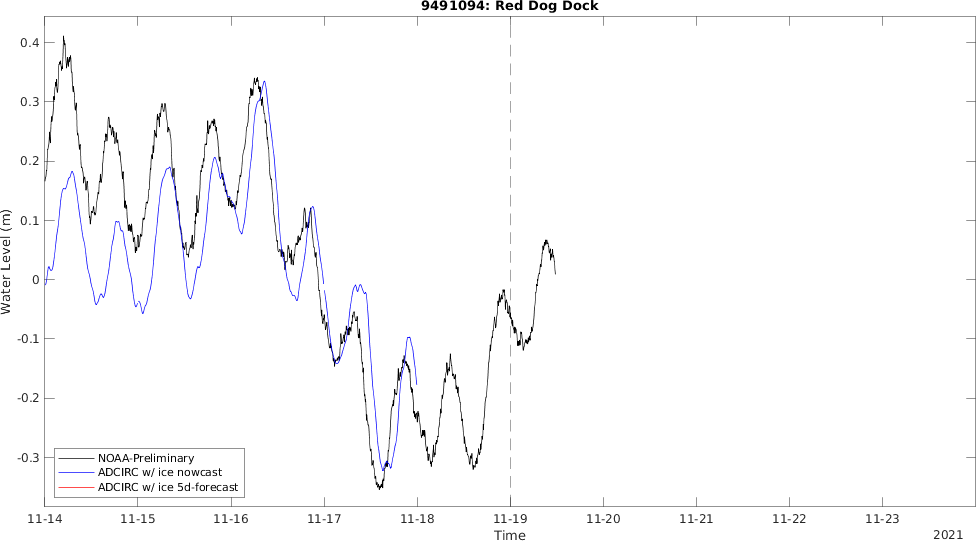 9491094: Red Dog Dock
0.4
0.3
0.2
0.1
0
-0.1
-0.2
-0.3
Water Level (m)
NOAA-Preliminary
ADCIRC w/ ice nowcast
ADCIRC w/ ice 5d-forecast
11-14 11-15 11-16 11-17 11-18 11-19 11-20 11-21 11-22 11-23
Time
2021